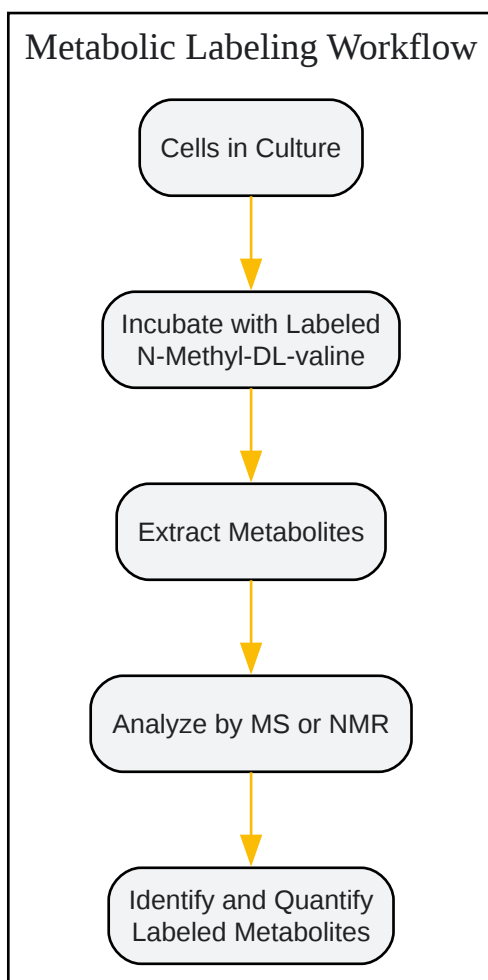 Metabolic Labeling Workflow
Cells in Culture
Incubate with Labeled
N-Methyl-DL-valine
Extract Metabolites
Analyze by MS or NMR
Identify and Quantify
Labeled Metabolites